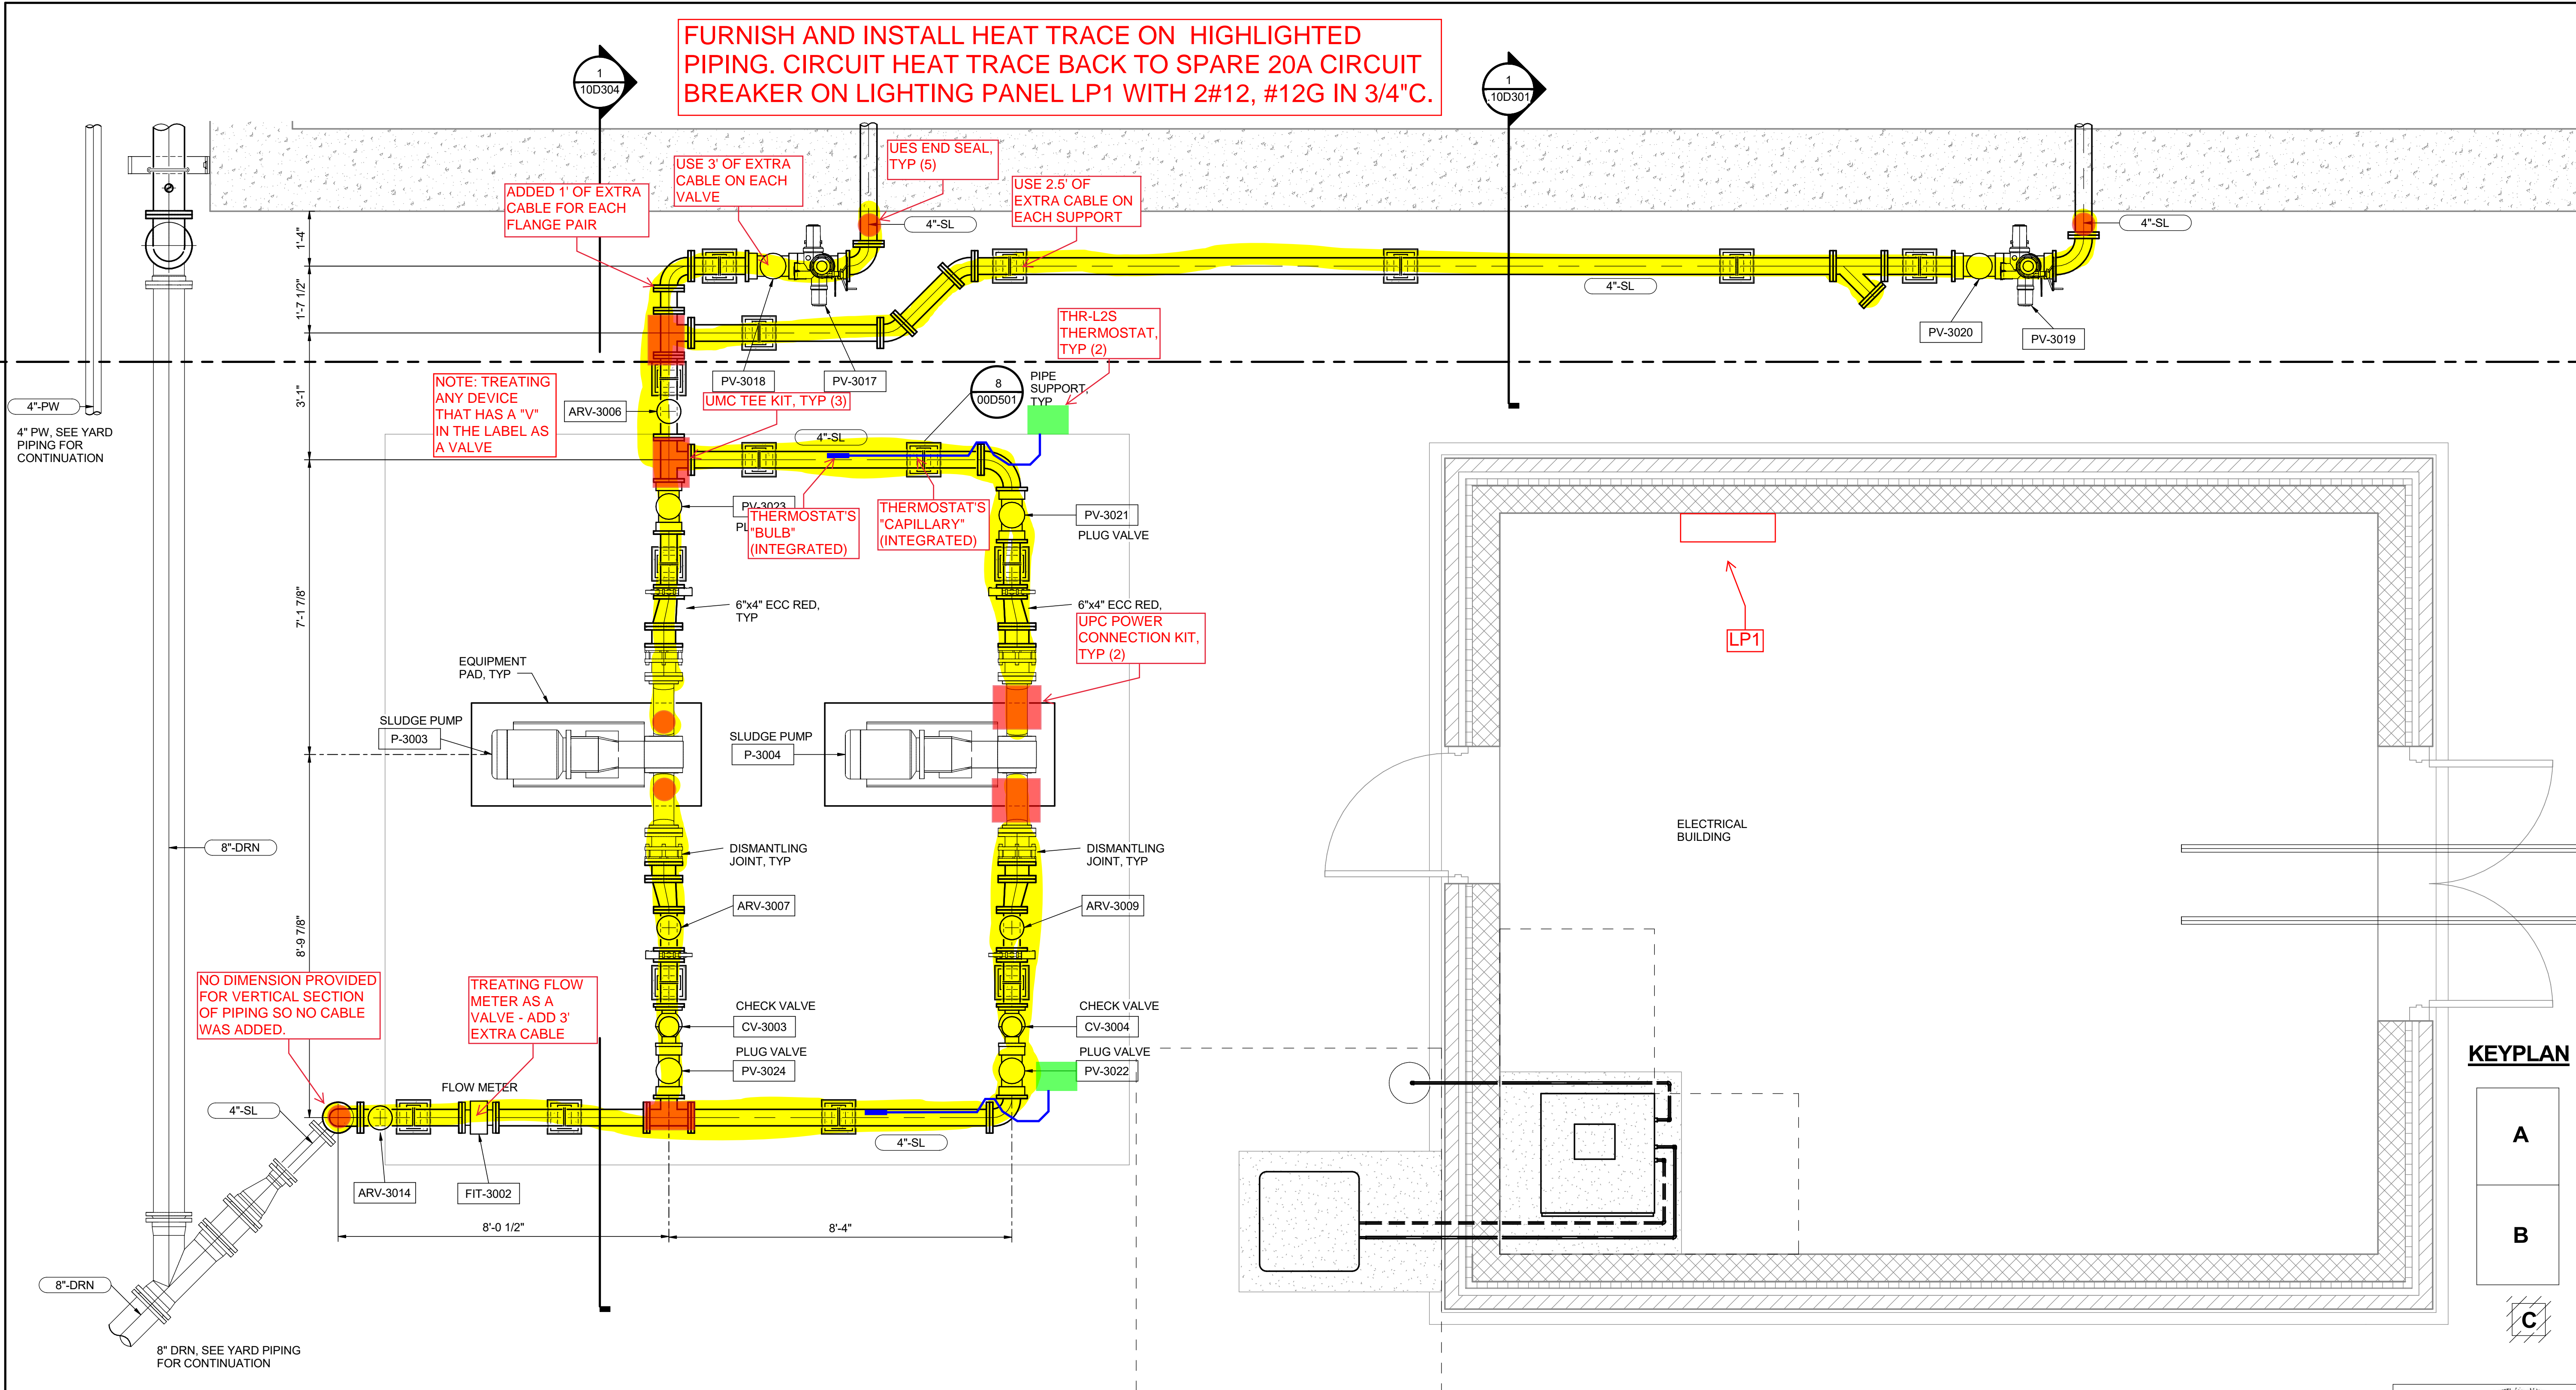 FURNISH AND INSTALL HEAT TRACE ON HIGHLIGHTED
PIPING. CIRCUIT HEAT TRACE BACK TO SPARE 20A CIRCUIT
BREAKER ON LIGHTING PANEL LP1 WITH 2#12, #12G IN 3/4"C.
1
10D304
1
10D301
UES END SEAL,
TYP (5)
USE 3' OF EXTRA
CABLE ON EACH
VALVE
ADDED 1' OF EXTRA
CABLE FOR EACH
FLANGE PAIR
USE 2.5' OF
EXTRA CABLE ON
EACH SUPPORT
4"-SL
4"-SL
1'-4"
1'-7 1/2"
4"-SL
THR-L2S
THERMOSTAT,
TYP (2)
PV-3020
PV-3019
3'-1"
NOTE: TREATING
ANY DEVICE
THAT HAS A "V"
IN THE LABEL AS
A VALVE
PV-3018
PV-3017
8
00D501
PIPE
SUPPORT,
TYP
UMC TEE KIT, TYP (3)
ARV-3006
4"-PW
4" PW, SEE YARD
PIPING FOR
CONTINUATION
4"-SL
PV-3023
PL
THERMOSTAT'S
"BULB"
(INTEGRATED)
THERMOSTAT'S
"CAPILLARY"
(INTEGRATED)
PV-3021
PLUG VALVE
7'-1 7/8"
6"x4" ECC RED,
TYP
6"x4" ECC RED,
UPC POWER
CONNECTION KIT,
TYP (2)
LP1
EQUIPMENT
PAD, TYP
SLUDGE PUMP
P-3003
SLUDGE PUMP
P-3004
8"-DRN
DISMANTLING
JOINT, TYP
DISMANTLING
JOINT, TYP
ELECTRICAL
BUILDING
8'-9 7/8"
ARV-3007
ARV-3009
NO DIMENSION PROVIDED
FOR VERTICAL SECTION
OF PIPING SO NO CABLE
WAS ADDED.
TREATING FLOW
METER AS A
VALVE - ADD 3'
EXTRA CABLE
CHECK VALVE
CV-3003
CHECK VALVE
CV-3004
PLUG VALVE
PV-3024
PLUG VALVE
PV-3022
KEYPLAN
FLOW METER
4"-SL
4"-SL
A
ARV-3014
FIT-3002
8'-0 1/2"
8'-4"
B
8"-DRN
C
8" DRN, SEE YARD PIPING
FOR CONTINUATION